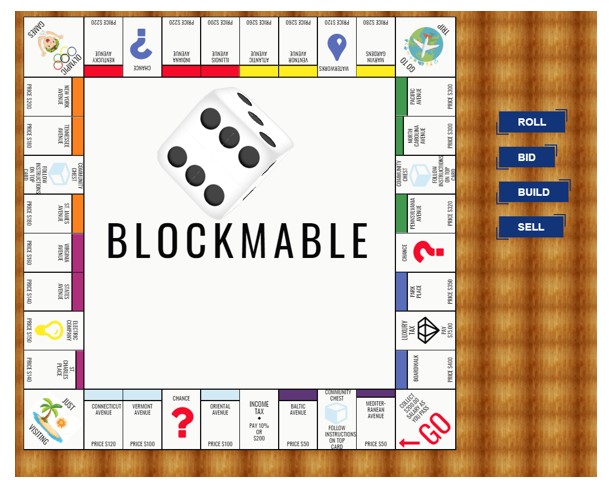 OLYMPIC
GAMES
KENTUCKY
AVENUE
PRICE $220
CHANCE
INDIANA
AVENUE
PRICE $220
ILLINOIS
AVENUE
ATLANTIC
AVENUE
PRICE $260
VENTNOR
AVENUE
PRICE $260
WATERWORKS
MARVIN
GARDENS
PRICE $280
GO TO
TRIP
NEW YORK
AVENUE
PRICE $200
TENNESSE
AVENUE
PRICE $180
COMMUNITY
CHEST
FOLLOW
INSTRUCTIONS
ON TOP
CARD
ST. JAMES
AVENUE
PRICE $180
VIRGINIA
AVENUE
PRICE $160
STATES
AVENUE
PRICE $140
ELECTRIC
COMPANY
PRICE $150
ST.
CHARLES
PLACE
PRICE $140
BLOCKMABLE
PACIFIC
AVENUE
PRICE $300
NORTH
CAROLINA
AVENUE
PRICE $300
COMMUNITY
CHEST
FOLLOW
INSTRUCTIONS
ON TOP
CARD
PENNSYLVANIA
AVENUE
PRICE $320
CHANCE
?
PARK
PLACE
PRICE $350
LUXURY
TAX
PAY
$75.00
BOARDWALK
PRICE $400
JUST
VISITING
CONNECTICUT
AVENUE
PRICE $120
VERMONT
AVENUE
PRICE $100
CHANCE
?
ORIENTAL
AVENUE
PRICE $100
INCOME
TAX
PAY 10%
OR
$200
BALTIC
AVENUE
PRICE $50
COMMUNITY
CHEST
FOLLOW
INSTRUCTIONS
ON TOP
CARD
MEDITER-
RANEAN
AVENUE
PRICE $50
COLLECT
$200.00
SALARY AS
YOU PASS
GO
ROLL
BID
BUILD
SELL